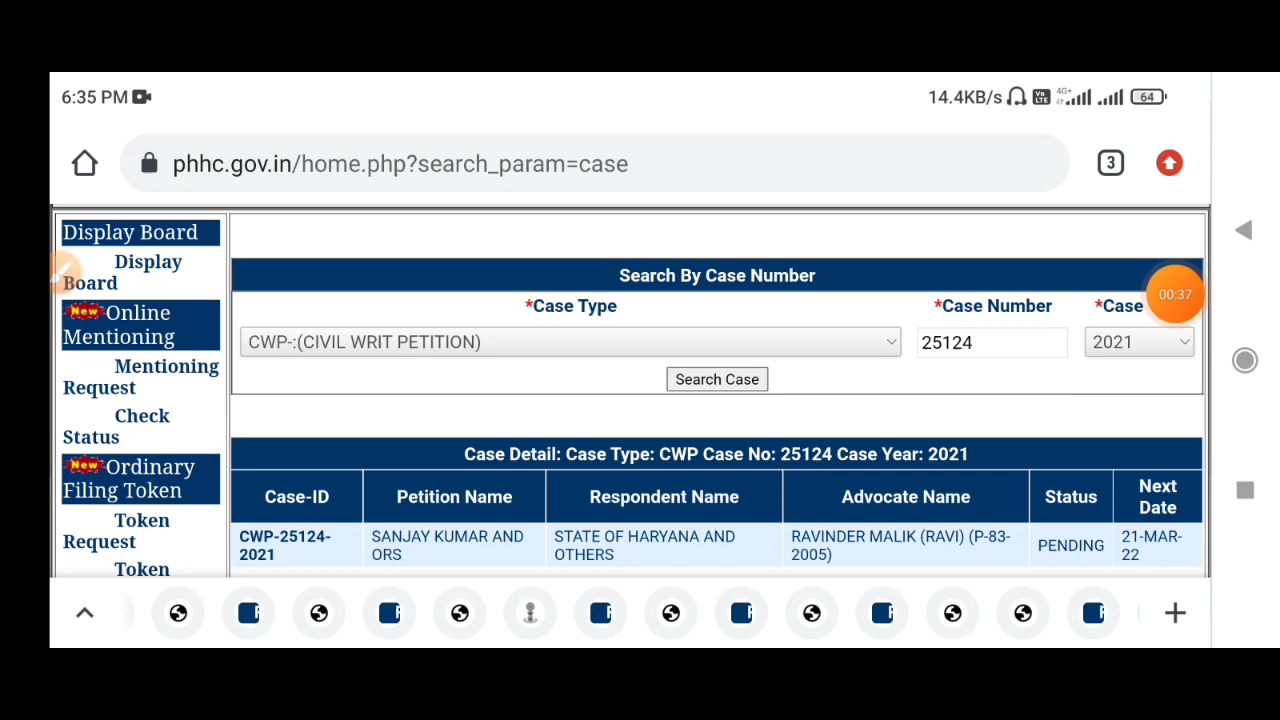 6:35 PM
14.4KB/s Vo LTE 4G+ 64
phhc.gov.in/home.php?search_param=case
3
Display Board
Display
Board
New Online
Mentioning
Mentioning
Request
Check
Status
New Ordinary
Filing Token
Token
Request
Token
Search By Case Number
*Case Type
*Case Number
*Case
00:37
CWP-:(CIVIL WRIT PETITION)
25124
2021
Search Case
Case Detail: Case Type: CWP Case No: 25124 Case Year: 2021
Case-ID
Petition Name
Respondent Name
Advocate Name
Status
Next
Date
CWP-25124-
2021
SANJAY KUMAR AND
ORS
STATE OF HARYANA AND
OTHERS
RAVINDER MALIK (RAVI) (P-83-
2005)
PENDING
21-MAR-
22